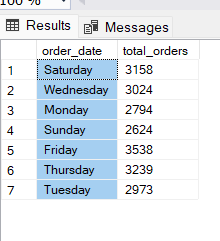 100 %
Results Messages
order_date total_orders
1 Saturday 3158
2 Wednesday 3024
3 Monday 2794
4 Sunday 2624
5 Friday 3538
6 Thursday 3239
7 Tuesday 2973